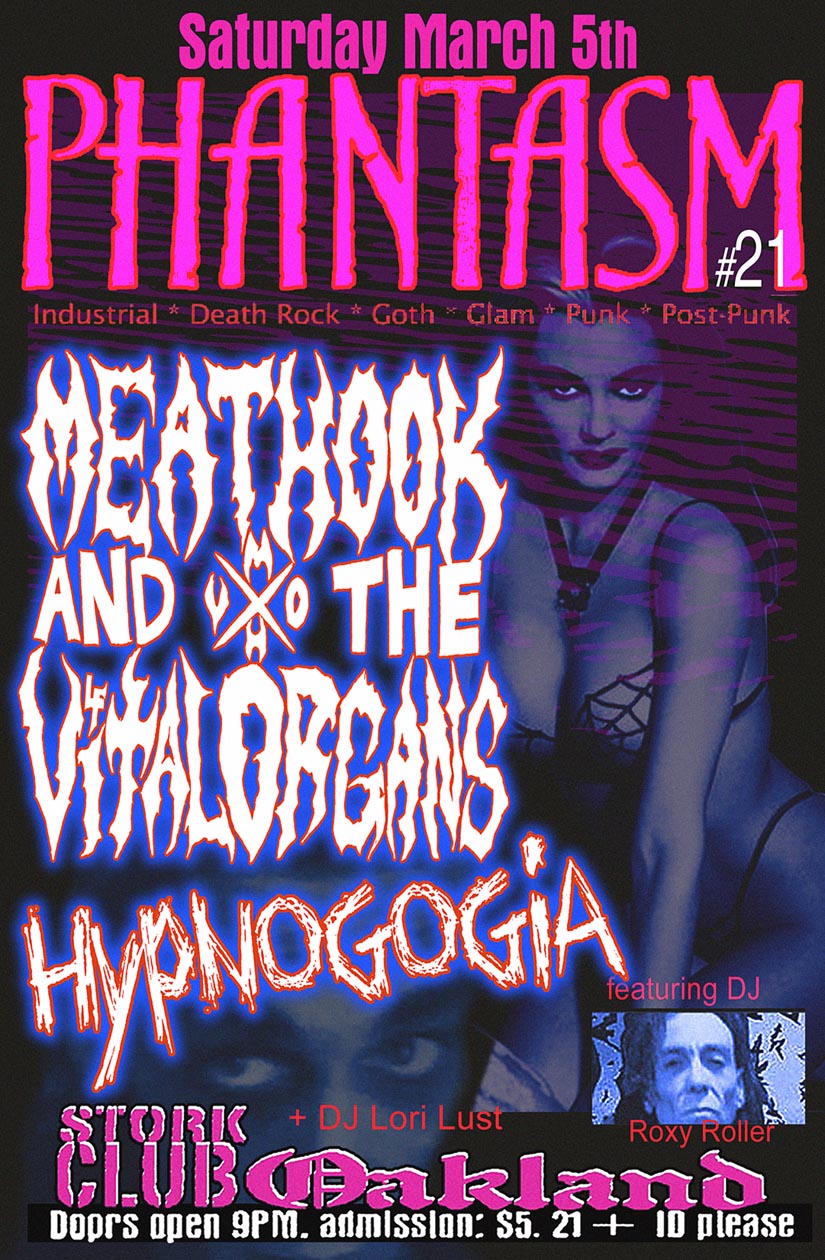 Saturday March 5th
PHANTASM
#21
Industrial * Death Rock * Goth * Glam * Punk * Post-Punk
MEATHOOK
AND THE
M
V O
A
ViTALORGANS
HypNOGOGiA
featuring DJ
Roxy Roller
+ DJ Lori Lust
STORK
CLUB Oakland
Doors open 9PM. admission: $5. 21 + ID please